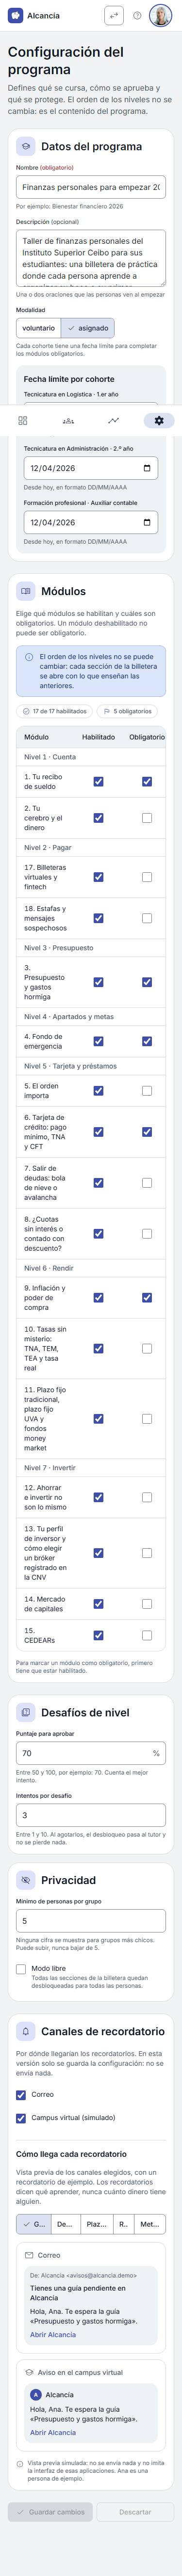 Alcancía
Configuración del
programa
Defines qué se cursa, cómo se aprueba y
qué se protege. El orden de los niveles no se
cambia: es el contenido del programa.
Datos del programa
Nombre (obligatorio)
Finanzas personales para empezar 20
Por ejemplo: Bienestar financiero 2026
Descripción (opcional)
Taller de finanzas personales del
Instituto Superior Ceibo para sus
estudiantes: una billetera de práctica
donde cada persona aprende a
Una o dos oraciones que las personas ven al empezar
Modalidad
voluntario
asignado
Cada cohorte tiene una fecha límite para completar
los módulos obligatorios.
Fecha límite por cohorte
Tecnicatura en Logística · 1.er año
Tecnicatura en Administración · 2.º año
12/04/2026
Desde hoy, en formato DD/MM/AAAA
Formación profesional · Auxiliar contable
12/04/2026
Desde hoy, en formato DD/MM/AAAA
Módulos
Elige qué módulos se habilitan y cuáles son
obligatorios. Un módulo deshabilitado no
puede ser obligatorio.
El orden de los niveles no se puede
cambiar: cada sección de la billetera
se abre con lo que enseñan las
anteriores.
17 de 17 habilitados
5 obligatorios
Módulo Habilitado Obligatorio
Nivel 1 · Cuenta
1. Tu recibo
de sueldo
2. Tu
cerebro y el
dinero
Nivel 2 · Pagar
17. Billeteras
virtuales y
fintech
18. Estafas y
mensajes
sospechosos
Nivel 3 · Presupuesto
3.
Presupuesto
y gastos
hormiga
Nivel 4 · Apartados y metas
4. Fondo de
emergencia
Nivel 5 · Tarjeta y préstamos
5. El orden
importa
6. Tarjeta de
crédito: pago
mínimo, TNA
y CFT
7. Salir de
deudas: bola
de nieve o
avalancha
8. ¿Cuotas
sin interés o
contado con
descuento?
Nivel 6 · Rendir
9. Inflación y
poder de
compra
10. Tasas sin
misterio:
TNA, TEM,
TEA y tasa
real
11. Plazo fijo
tradicional,
plazo fijo
UVA y
fondos
money
market
Nivel 7 · Invertir
12. Ahorrar
e invertir no
son lo mismo
13. Tu perfil
de inversor y
cómo elegir
un bróker
registrado en
la CNV
14. Mercado
de capitales
15.
CEDEARs
Para marcar un módulo como obligatorio, primero
tiene que estar habilitado.
Desafíos de nivel
Puntaje para aprobar
70 %
Entre 50 y 100, por ejemplo: 70. Cuenta el mejor
intento.
Intentos por desafío
3
Entre 1 y 10. Al agotarlos, el desbloqueo pasa al tutor y
no se pierde nada.
Privacidad
Mínimo de personas por grupo
5
Ninguna cifra se muestra para grupos más chicos.
Puede subir, nunca bajar de 5.
Modo libre
Todas las secciones de la billetera quedan
desbloqueadas para todas las personas.
Canales de recordatorio
Por dónde llegarían los recordatorios. En esta
versión solo se guarda la configuración: no se
envía nada.
Correo
Campus virtual (simulado)
Cómo llega cada recordatorio
Vista previa de los canales elegidos, con un
recordatorio de ejemplo. Los recordatorios
dicen qué aprender, nunca cuánto dinero tiene
alguien.
G… De… Plaz… R… Met…
Correo
De: Alcancía <avisos@alcancia.demo>
Tienes una guía pendiente en
Alcancía
Hola, Ana. Te espera la guía
«Presupuesto y gastos hormiga».
Abrir Alcancía
Aviso en el campus virtual
A Alcancía
Hola, Ana. Te espera la guía
«Presupuesto y gastos hormiga».
Abrir Alcancía
Vista previa simulada: no se envía nada y no imita
la interfaz de esas aplicaciones. Ana es una
persona de ejemplo.
Guardar cambios
Descartar